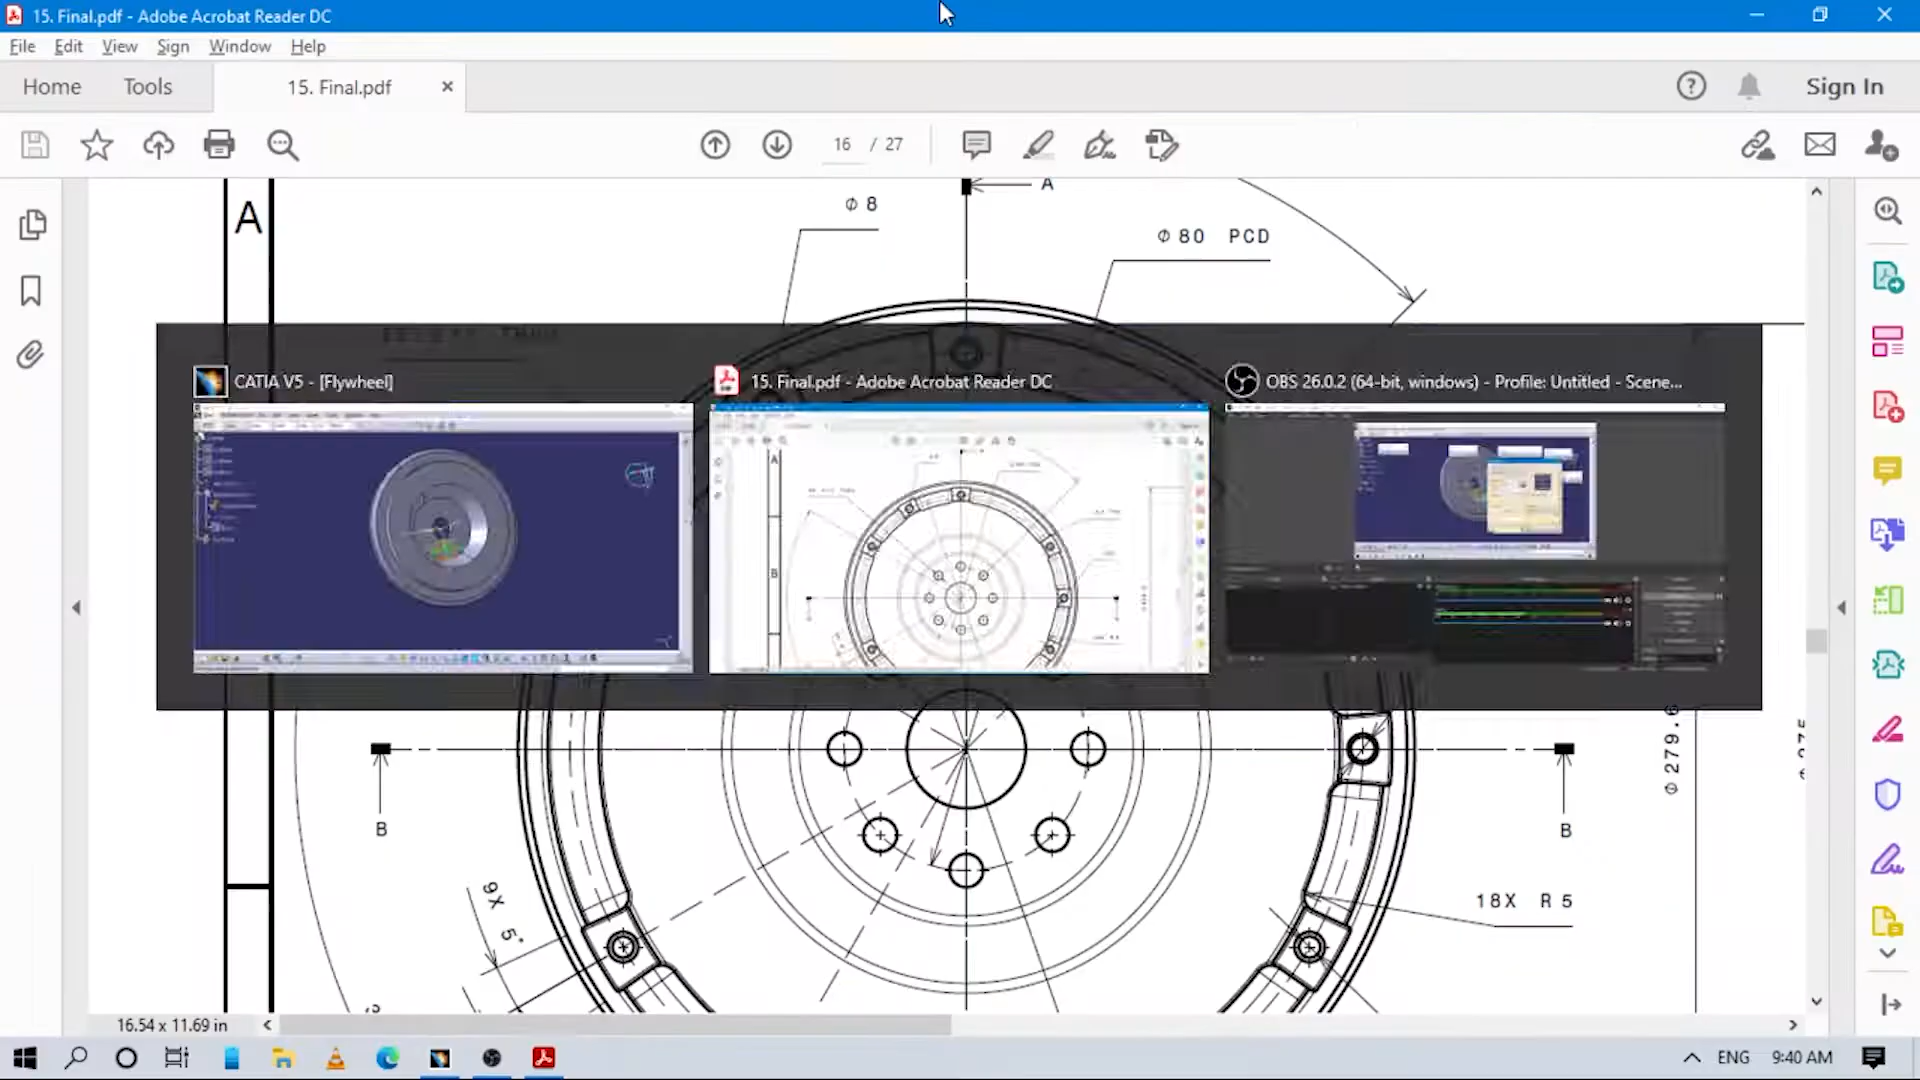 15. Final.pdf - Adobe Acrobat Reader DC
File Edit View Sign Window Help
Home Tools 15. Final.pdf Sign In
16 / 27
A
A
Φ 8
Φ 80 PCD
CATIA V5 - [Flywheel]
15. Final.pdf - Adobe Acrobat Reader DC
OBS 26.0.2 (64-bit, windows) - Profile: Untitled - Scene...
A
B
Φ 279.6
B
B
9X 5°
18X R 5
16.54 x 11.69 in
ENG 9:40 AM